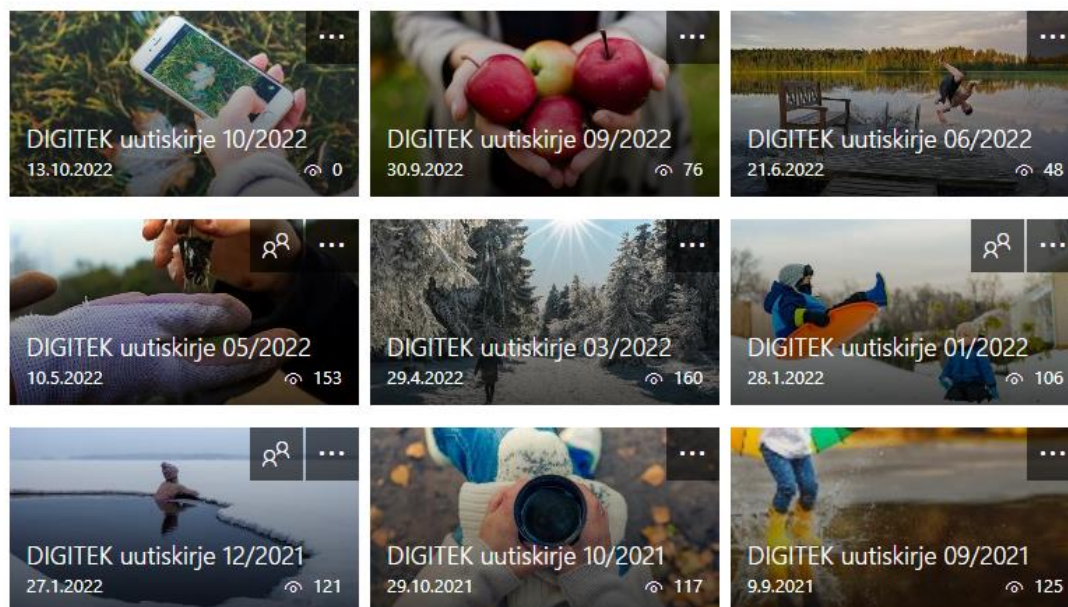 DIGITEK uutiskirje 10/2022
13.10.2022 0
DIGITEK uutiskirje 09/2022
30.9.2022 76
DIGITEK uutiskirje 06/2022
21.6.2022 48
DIGITEK uutiskirje 05/2022
10.5.2022 153
DIGITEK uutiskirje 03/2022
29.4.2022 160
DIGITEK uutiskirje 01/2022
28.1.2022 106
DIGITEK uutiskirje 12/2021
27.1.2022 121
DIGITEK uutiskirje 10/2021
29.10.2021 117
DIGITEK uutiskirje 09/2021
9.9.2021 125